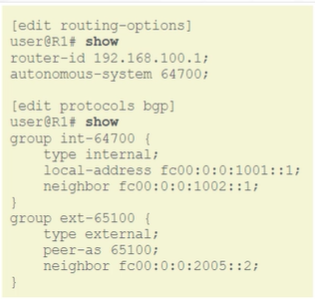 [edit routing-options]
user@R1# show
router-id 192.168.100.1;
autonomous-system 64700;

[edit protocols bgp]
user@R1# show
group int-64700 {
    type internal;
    local-address fc00:0:0:1001::1;
    neighbor fc00:0:0:1002::1;
}
group ext-65100 {
    type external;
    peer-as 65100;
    neighbor fc00:0:0:2005::2;
}